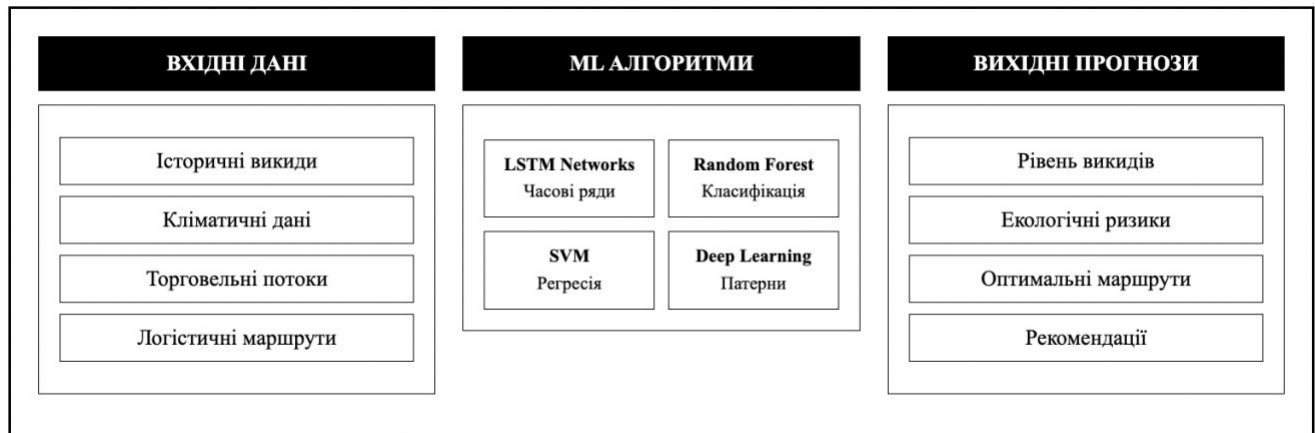 ВХІДНІ ДАНІ
Історичні викиди
Кліматичні дані
Торговельні потоки
Логістичні маршрути
ML АЛГОРИТМИ
LSTM Networks
Часові ряди
Random Forest
Класифікація
SVM
Регресія
Deep Learning
Патерни
ВИХІДНІ ПРОГНОЗИ
Рівень викидів
Екологічні ризики
Оптимальні маршрути
Рекомендації